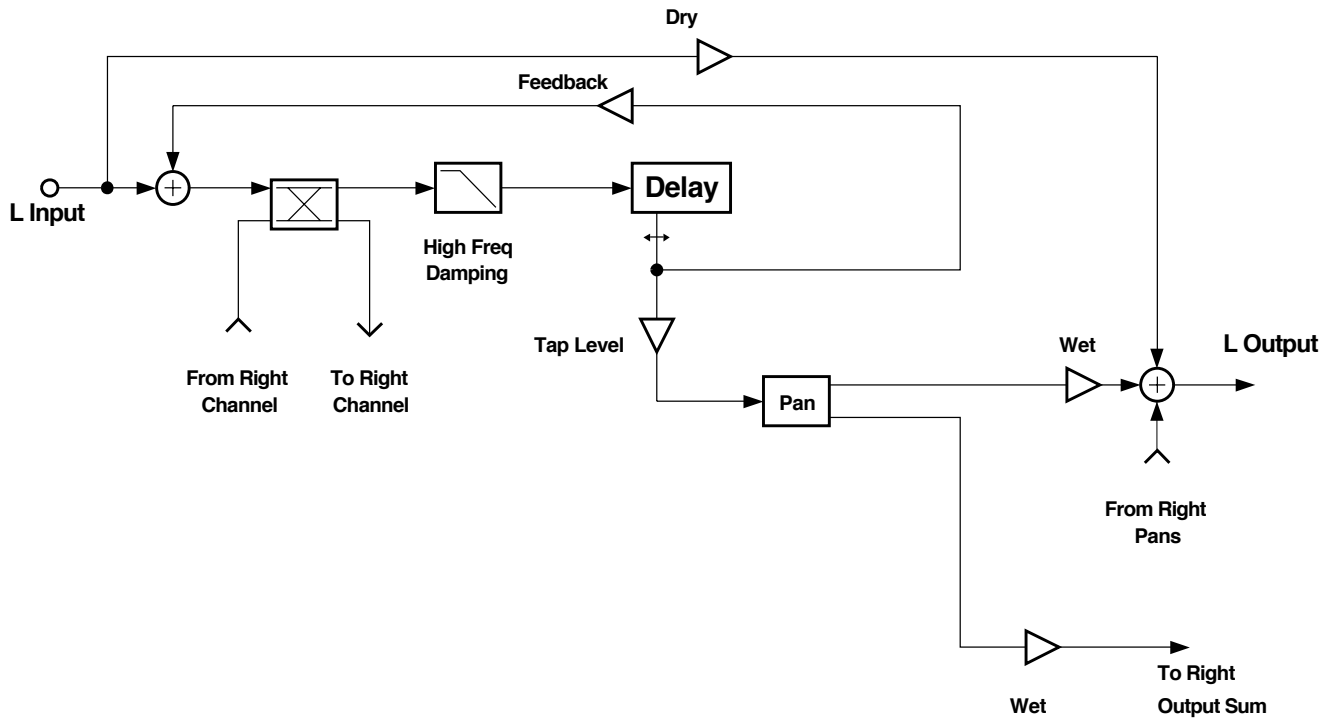 Dry
Feedback
L Input
Delay
High Freq
Damping
Tap Level
From Right
Channel
To Right
Channel
Pan
Wet
L Output
From Right
Pans
Wet
To Right
Output Sum